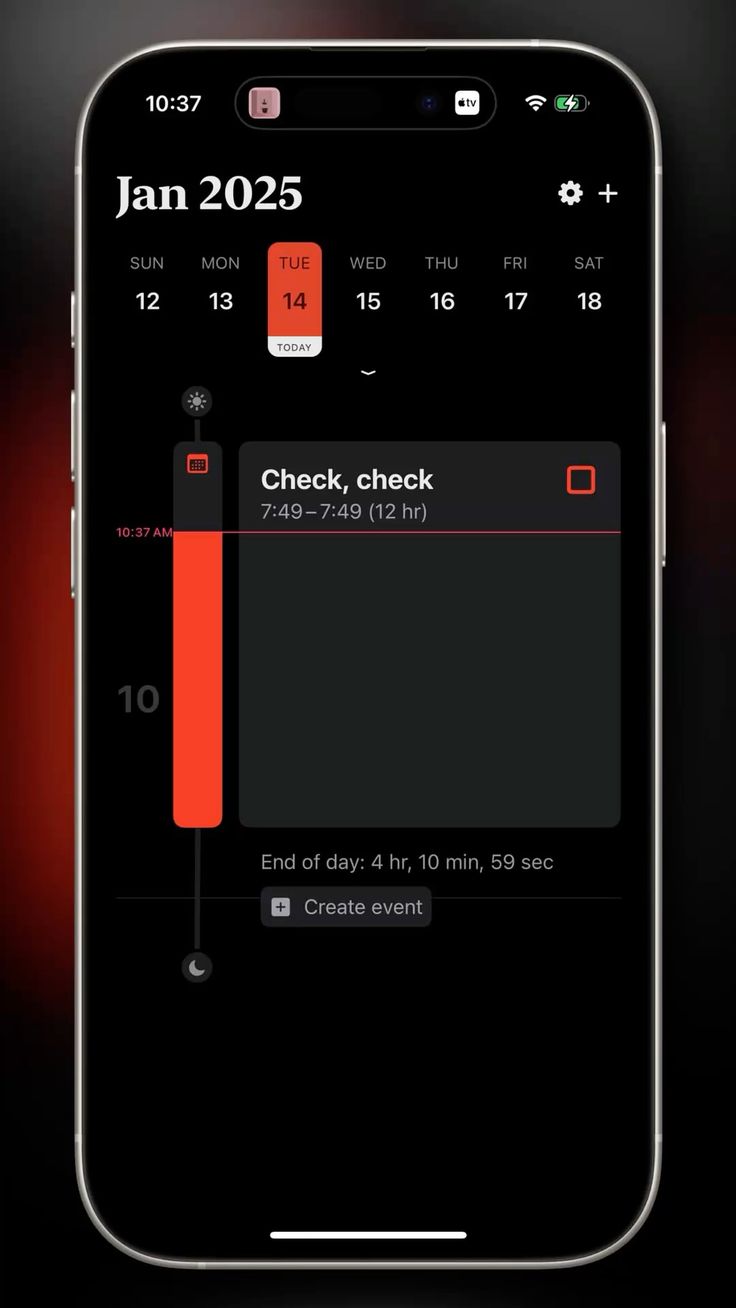 10:37
tv
Jan 2025
SUN MON TUE WED THU FRI SAT
12 13 14 15 16 17 18
TODAY
Check, check
7:49–7:49 (12 hr)
10:37 AM
10
End of day: 4 hr, 10 min, 59 sec
Create event